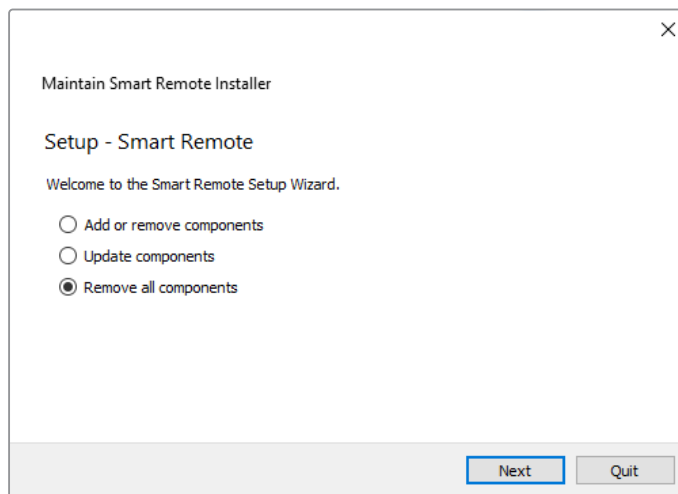 Maintain Smart Remote Installer
Setup - Smart Remote
Welcome to the Smart Remote Setup Wizard.
Add or remove components
Update components
Remove all components
Next Quit